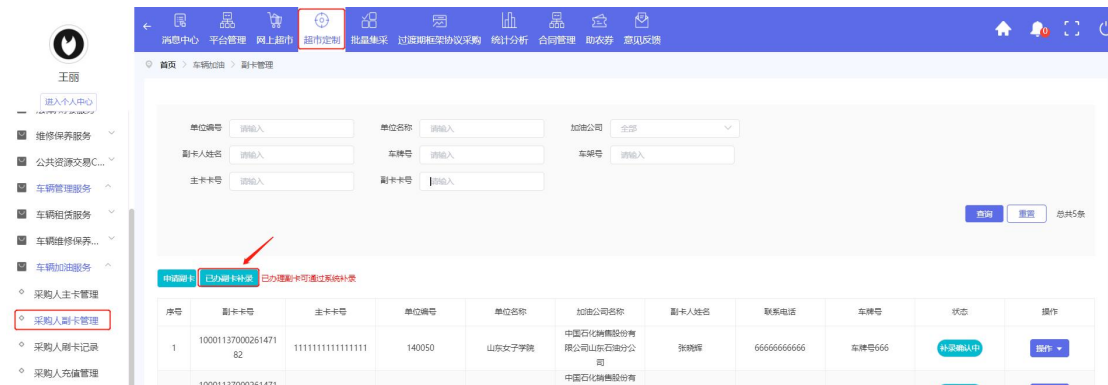 消息中心 平台管理 网上超市 超市定制 批量集采 过渡期框架协议采购 统计分析 合同管理 助农券 意见反馈
王丽
进入个人中心
维修保养服务
公共资源交易C...
车辆管理服务
车辆租赁服务
车辆维修保养...
车辆加油服务
采购人主卡管理
采购人副卡管理
采购人刷卡记录
采购人充值管理
首页 > 车辆加油 > 副卡管理
单位编号 请输入 单位名称 请输入 加油公司 全部
副卡人姓名 请输入 车牌号 请输入 车架号 请输入
主卡卡号 请输入 副卡卡号 请输入
查询 重置 总共5条
申请副卡 已办副卡补录 已办理副卡可通过系统补录
序号 副卡卡号 主卡卡号 单位编号 单位名称 加油公司名称 副卡人姓名 联系电话 车牌号 状态 操作
1 10001137000261471
82 1111111111111111 140050 山东女子学院 中国石化销售股份有
限公司山东石油分公
司 张晓辉 66666666666 车牌号666 补录确认中 操作
10001137000261471 中国石化销售股份有